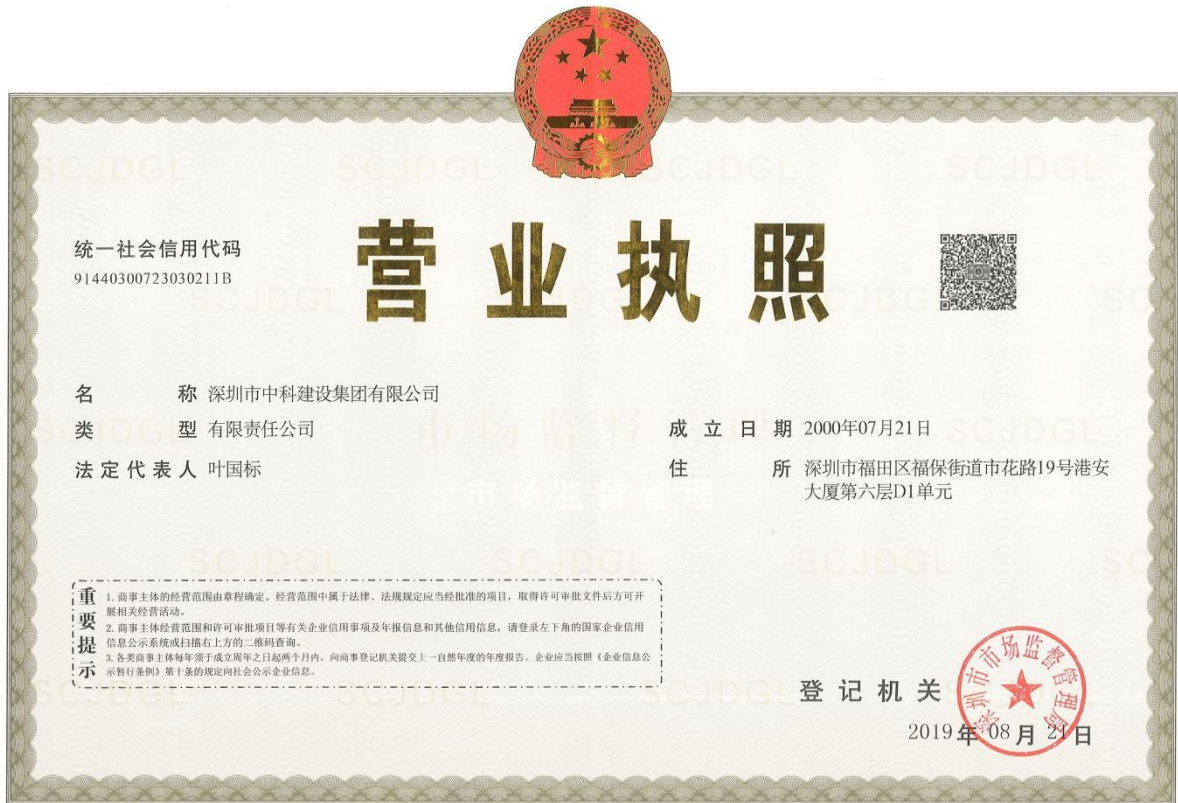 统一社会信用代码
91440300723030211B
营业执照
名称 深圳市中科建设集团有限公司
类型 有限责任公司
法定代表人 叶国标
成立日期 2000年07月21日
住所 深圳市福田区福保街道市花路19号港安
大厦第六层D1单元
重要提示
1. 商事主体的经营范围由章程确定。经营范围中属于法律、法规规定应当经批准的项目，取得许可审批文件后方可开
展相关经营活动。
2. 商事主体经营范围和许可审批项目等有关企业信用事项及年报信息和其他信用信息，请登录左下角的国家企业信用
信息公示系统或扫描右上方的二维码查询。
3. 各类商事主体每年须于成立周年之日起两个月内，向商事登记机关提交上一自然年度的年度报告。企业应当按照《企业信息公
示暂行条例》第十条的规定向社会公示企业信息。
登记机关
深圳市市场监督管理局
2019年08月21日
SCJDGL
市场监督管理